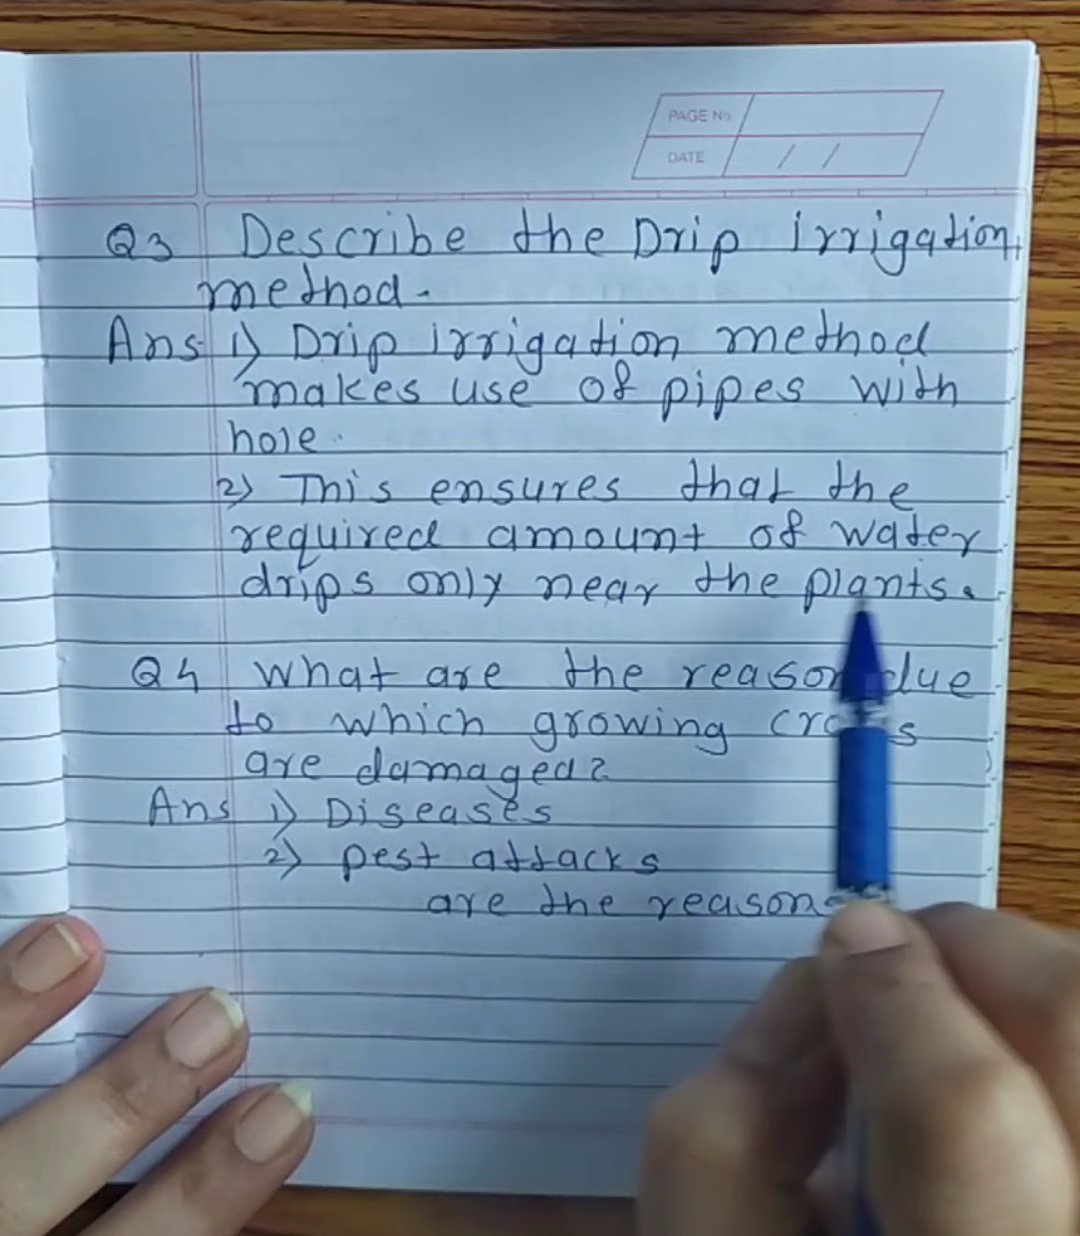 PAGE No
DATE / /
Q3 Describe the Drip irrigation
method.
Ans 1) Drip irrigation method
makes use of pipes with
hole.
2) This ensures that the
required amount of water
drips only near the plants.
Q4 What are the reason due
to which growing crops
are damaged?
Ans 1) Diseases
2) pest attacks
are the reasons